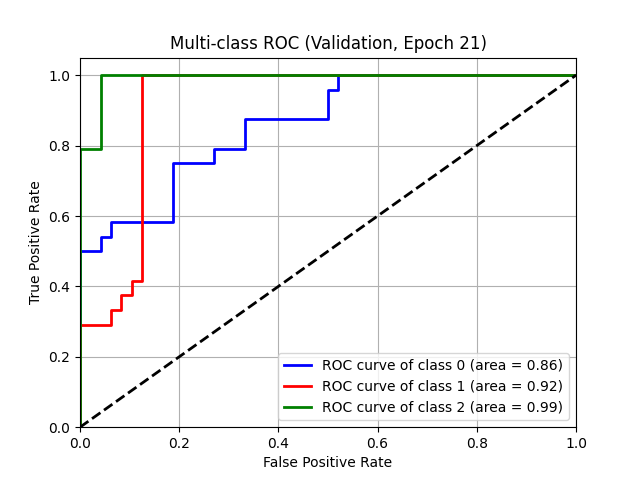 Multi-class ROC (Validation, Epoch 21)
True Positive Rate
1.0
0.8
0.6
0.4
0.2
0.0
ROC curve of class 0 (area = 0.86)
ROC curve of class 1 (area = 0.92)
ROC curve of class 2 (area = 0.99)
0.0 0.2 0.4 0.6 0.8 1.0
False Positive Rate